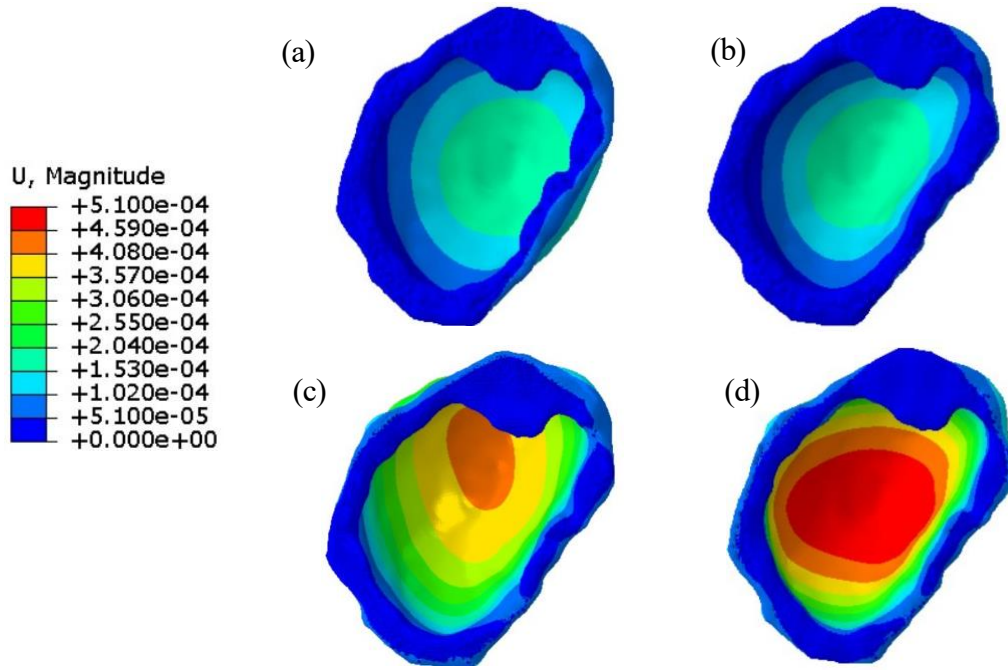 (a)
(b)
U, Magnitude
+5.100e-04
+4.590e-04
+4.080e-04
+3.570e-04
+3.060e-04
+2.550e-04
+2.040e-04
+1.530e-04
+1.020e-04
+5.100e-05
+0.000e+00
(c)
(d)